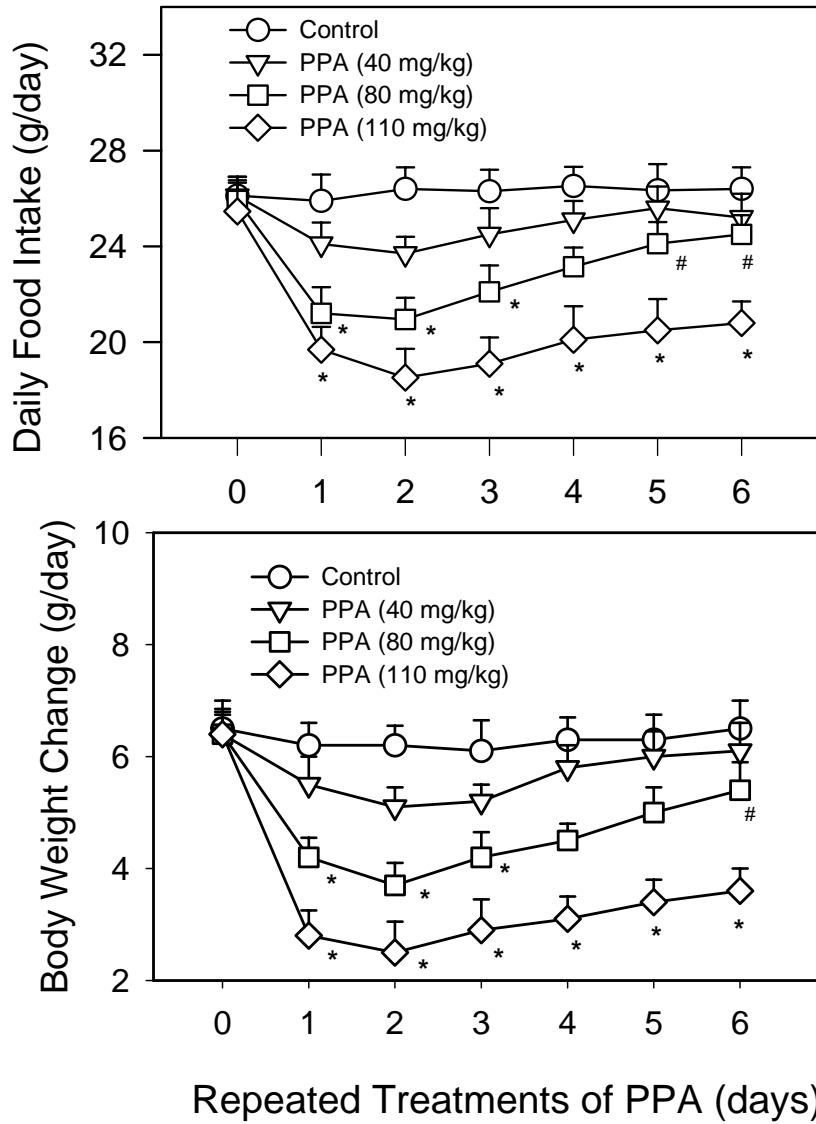 Daily Food Intake (g/day)
32
28
24
20
16
Control
PPA (40 mg/kg)
PPA (80 mg/kg)
PPA (110 mg/kg)
# #
* * *
* * * * * *
0 1 2 3 4 5 6
Body Weight Change (g/day)
10
8
6
4
2
Control
PPA (40 mg/kg)
PPA (80 mg/kg)
PPA (110 mg/kg)
#
* * *
* * * * * *
0 1 2 3 4 5 6
Repeated Treatments of PPA (days)